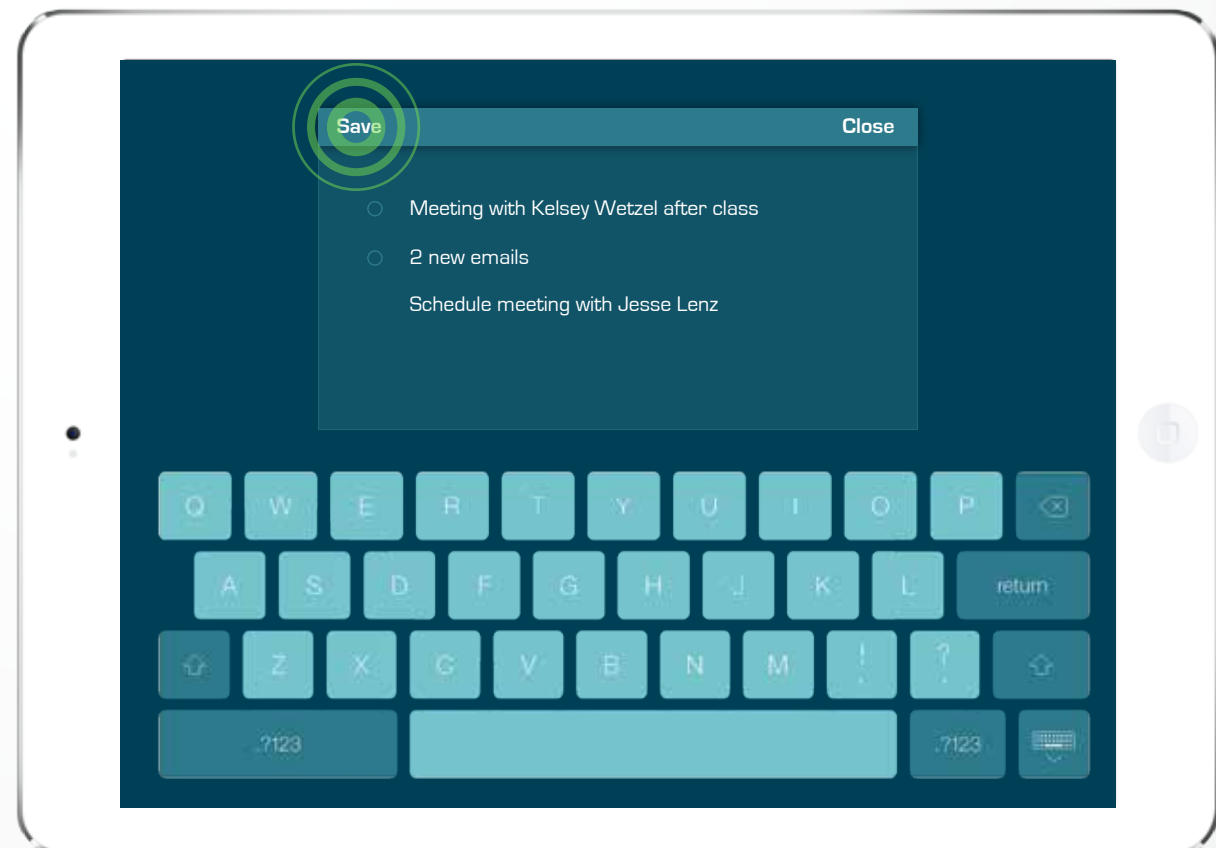 Save Close
Meeting with Kelsey Wetzel after class
2 new emails
Schedule meeting with Jesse Lenz
Q W E R T Y U I O P
A S D F G H J K L return
Z X C V B N M ! , ? .
.?123 .?123